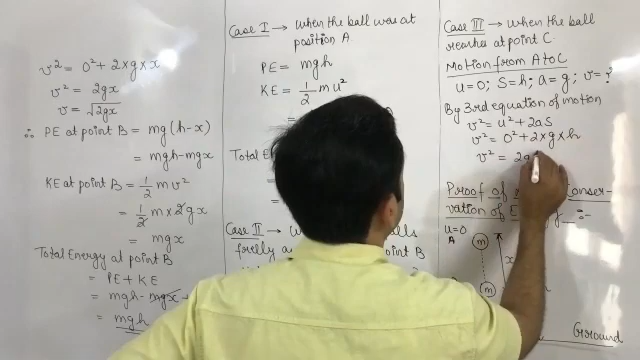 v² = 0² + 2×g×x
v² = 2gx
v = √2gx
∴ PE at point B = mg(h-x)
= mgh-mgx
KE at point B = 1/2 mv²
= 1/2 m×2gx
= mgx
Total Energy at point B
= PE + KE
= mgh-mgx+
= mgh
Case I → When the ball was at
position A.
PE = mgh
KE = 1/2 mu²
Total
Case II →
freely
B
Case III → When the ball
reaches at point C.
Motion from A to C
u=0; S=h; a=g; v=?
By 3rd equation of motion
v² = u² + 2as
v² = 0² + 2×g×h
v² = 2g
Proof of Conser-
vation of :-
u=0
A
m
x
m
Ground